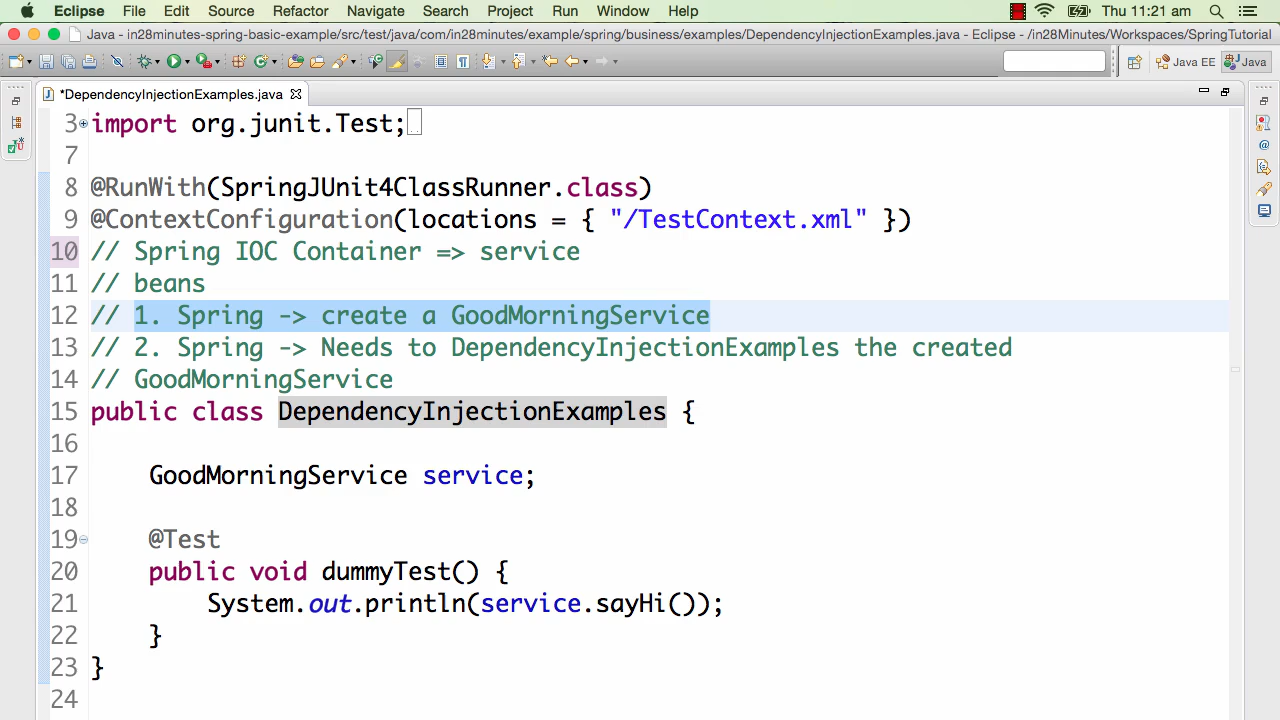 Eclipse File Edit Source Refactor Navigate Search Project Run Window Help Thu 11:21 am
Java - in28minutes-spring-basic-example/src/test/java/com/in28minutes/example/spring/business/example/DependencyInjectionExamples.java - Eclipse - /in28Minutes/Workspaces/SpringTutorial
Java EE Java
*DependencyInjectionExamples.java
3 import org.junit.Test;
7
8 @RunWith(SpringJUnit4ClassRunner.class)
9 @ContextConfiguration(locations = { "/TestContext.xml" })
10 // Spring IOC Container => service
11 // beans
12 // 1. Spring -> create a GoodMorningService
13 // 2. Spring -> Needs to DependencyInjectionExamples the created
14 // GoodMorningService
15 public class DependencyInjectionExamples {
16
17 GoodMorningService service;
18
19 @Test
20 public void dummyTest() {
21 System.out.println(service.sayHi());
22 }
23 }
24